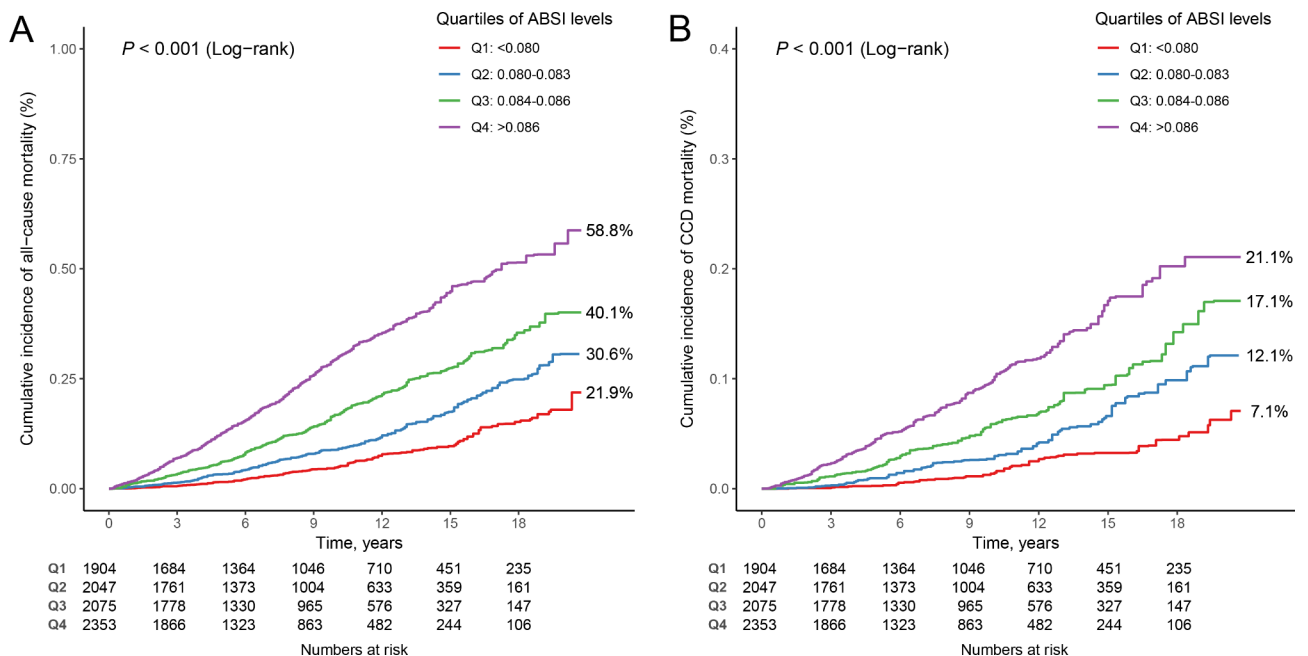 A
Quartiles of ABSI levels
P < 0.001 (Log−rank)
Q1: <0.080
Q2: 0.080-0.083
Q3: 0.084-0.086
Q4: >0.086
Cumulative incidence of all−cause mortality (%)
1.00
0.75
0.50
0.25
0.00
58.8%
40.1%
30.6%
21.9%
0 3 6 9 12 15 18
Time, years
Q1 1904 1684 1364 1046 710 451 235
Q2 2047 1761 1373 1004 633 359 161
Q3 2075 1778 1330 965 576 327 147
Q4 2353 1866 1323 863 482 244 106
Numbers at risk
B
Quartiles of ABSI levels
P < 0.001 (Log−rank)
Q1: <0.080
Q2: 0.080-0.083
Q3: 0.084-0.086
Q4: >0.086
Cumulative incidence of CCD mortality (%)
0.4
0.3
0.2
0.1
0.0
21.1%
17.1%
12.1%
7.1%
0 3 6 9 12 15 18
Time, years
Q1 1904 1684 1364 1046 710 451 235
Q2 2047 1761 1373 1004 633 359 161
Q3 2075 1778 1330 965 576 327 147
Q4 2353 1866 1323 863 482 244 106
Numbers at risk